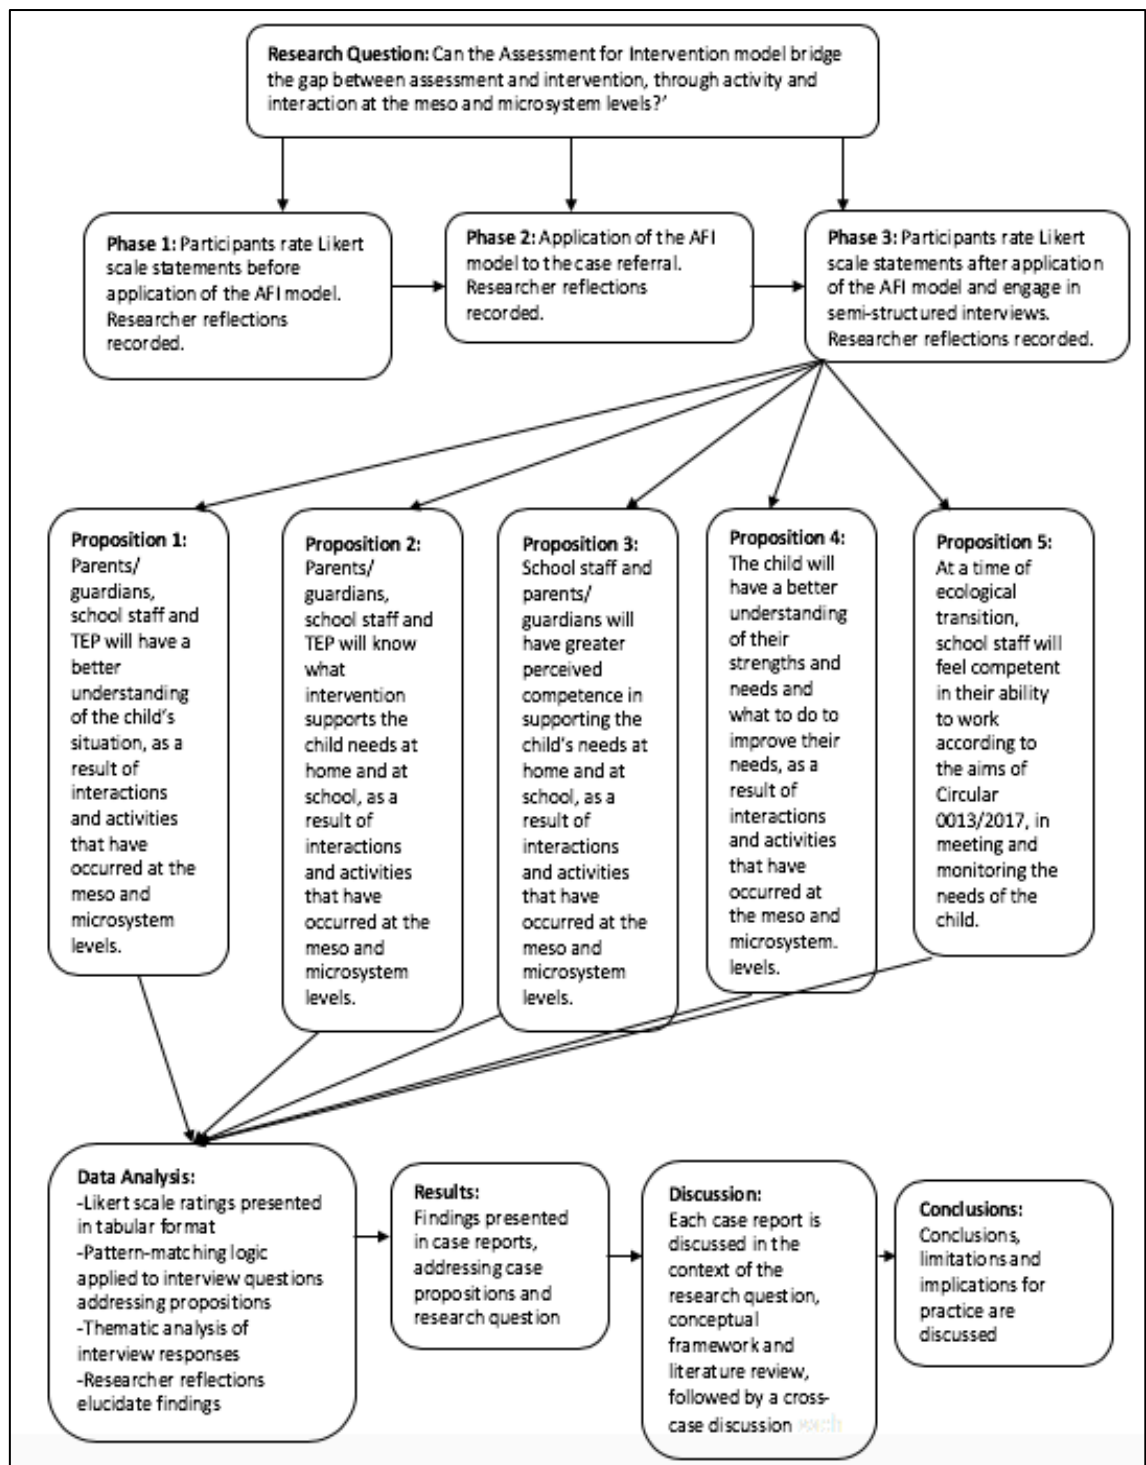 Research Question: Can the Assessment for Intervention model bridge
the gap between assessment and intervention, through activity and
interaction at the meso and microsystem levels?'
Phase 1: Participants rate Likert
scale statements before
application of the AFI model.
Researcher reflections
recorded.
Phase 2: Application of the AFI
model to the case referral.
Researcher reflections
recorded.
Phase 3: Participants rate Likert
scale statements after application
of the AFI model and engage in
semi-structured interviews.
Researcher reflections recorded.
Proposition 1:
Parents/
guardians,
school staff and
TEP will have a
better
understanding
of the child's
situation, as a
result of
interactions
and activities
that have
occurred at the
meso and
microsystem
levels.
Proposition 2:
Parents/
guardians,
school staff and
TEP will know
what
intervention
supports the
child needs at
home and at
school, as a
result of
interactions
and activities
that have
occurred at the
meso and
microsystem
levels.
Proposition 3:
School staff and
parents/
guardians will
have greater
perceived
competence in
supporting the
child's needs at
home and at
school, as a
result of
interactions
and activities
that have
occurred at the
meso and
microsystem
levels.
Proposition 4:
The child will
have a better
understanding
of their
strengths and
needs and
what to do to
improve their
needs, as a
result of
interactions
and activities
that have
occurred at
the meso and
microsystem.
levels.
Proposition 5:
At a time of
ecological
transition,
school staff will
feel competent
in their ability
to work
according to
the aims of
Circular
0013/2017, in
meeting and
monitoring the
needs of the
child.
Data Analysis:
-Likert scale ratings presented
in tabular format
-Pattern-matching logic
applied to interview questions
addressing propositions
-Thematic analysis of
interview responses
-Researcher reflections
elucidate findings
Results:
Findings presented
in case reports,
addressing case
propositions and
research question
Discussion:
Each case report is
discussed in the
context of the
research question,
conceptual
framework and
literature review,
followed by a cross-
case discussion
Conclusions:
Conclusions,
limitations and
implications for
practice are
discussed